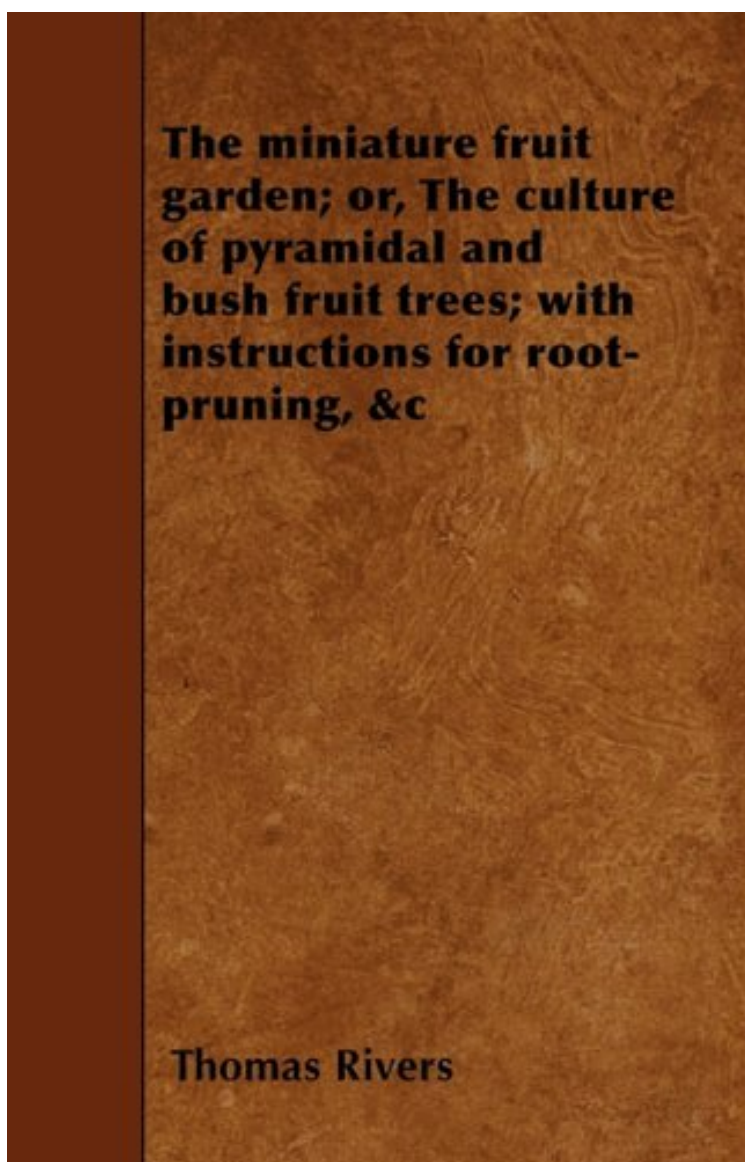 The miniature fruit
garden; or, The culture
of pyramidal and
bush fruit trees; with
instructions for root-
pruning, &c
Thomas Rivers